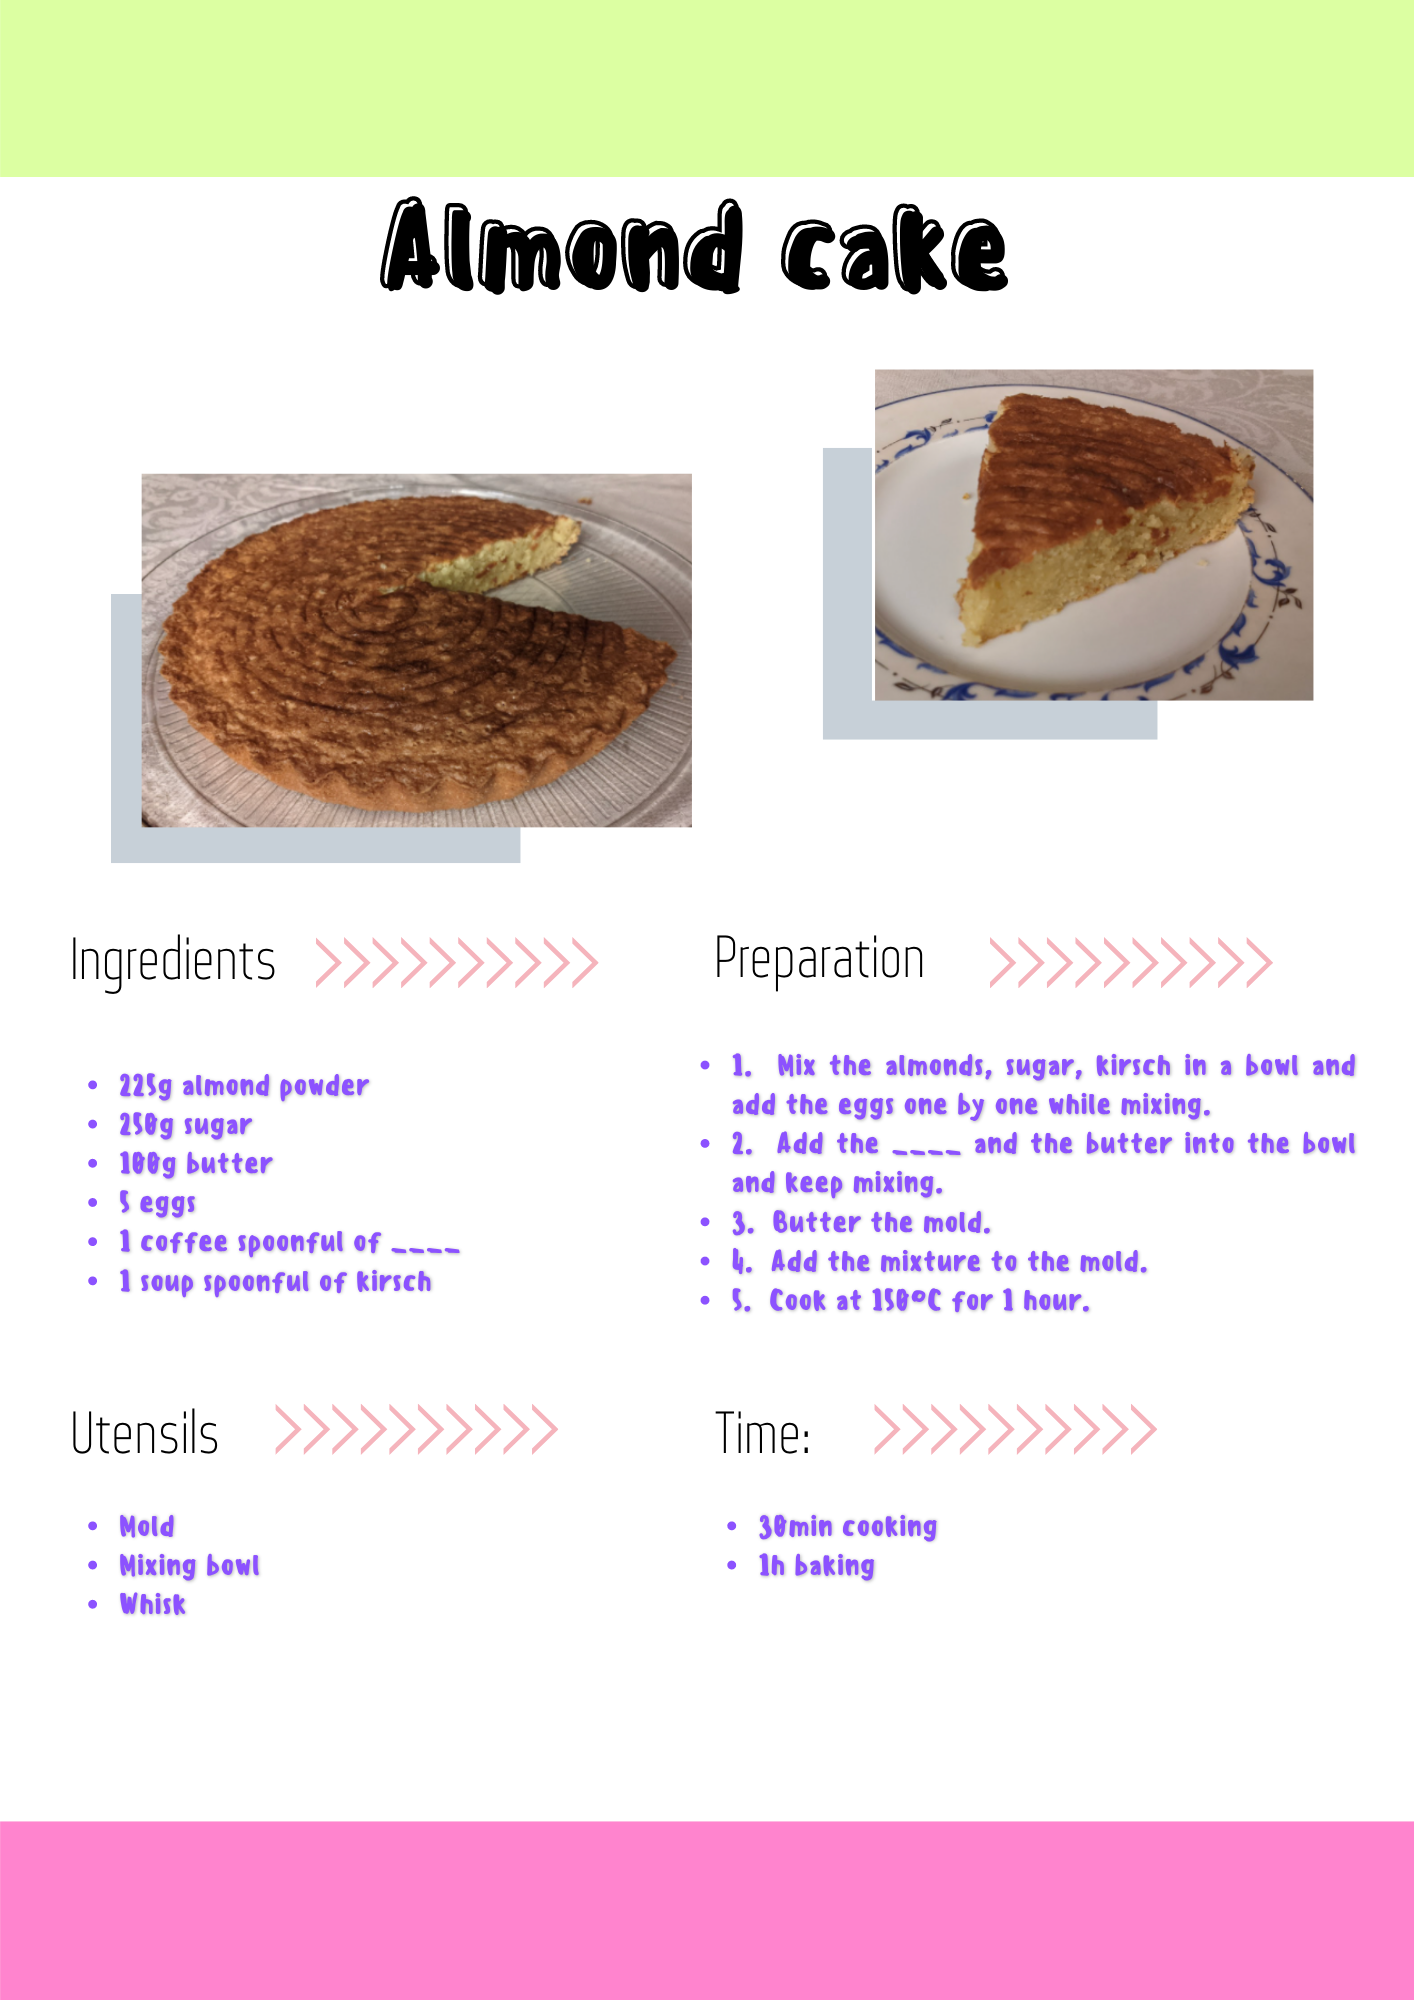 Almond cake
Ingredients
225g almond powder
250g sugar
100g butter
5 eggs
1 coffee spoonful of ____
1 soup spoonful of kirsch
Preparation
1. Mix the almonds, sugar, kirsch in a bowl and
add the eggs one by one while mixing.
2. Add the ____ and the butter into the bowl
and keep mixing.
3. Butter the mold.
4. Add the mixture to the mold.
5. Cook at 150ºC for 1 hour.
Utensils
Mold
Mixing bowl
Whisk
Time:
30min cooking
1h baking